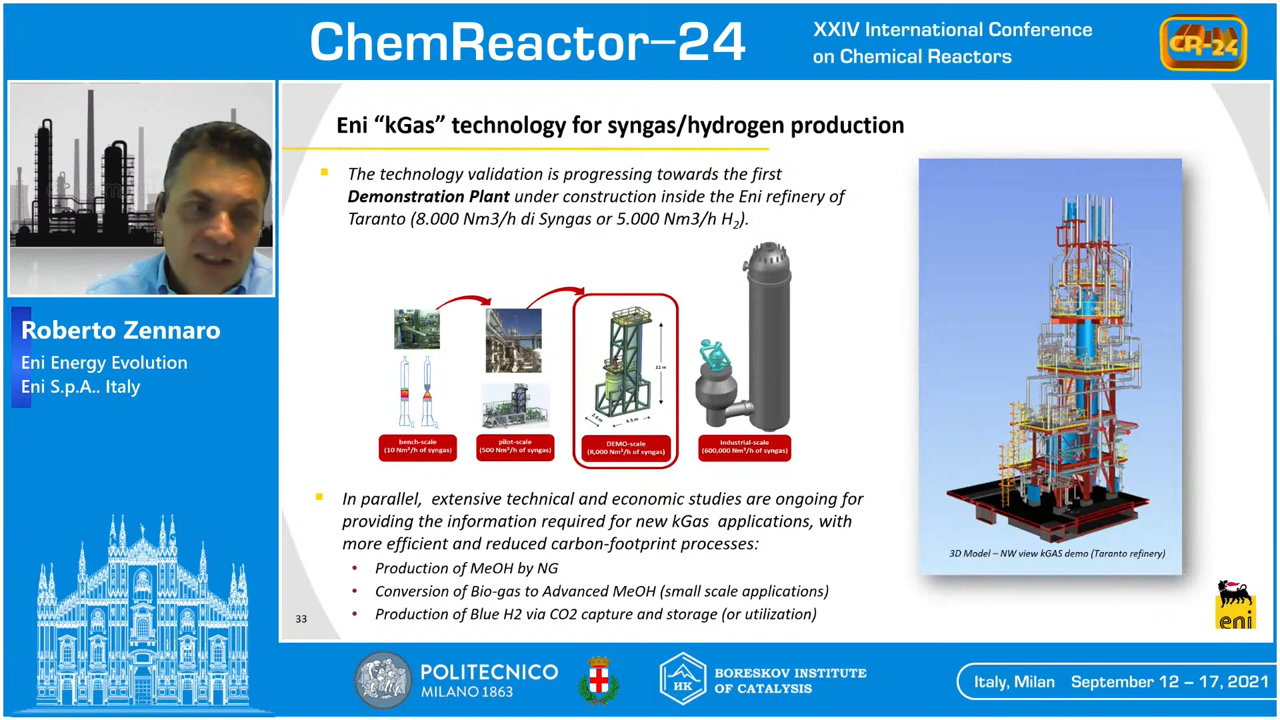 ChemReactor–24
XXIV International Conference
on Chemical Reactors
CR-24
Eni “kGas” technology for syngas/hydrogen production
▪ The technology validation is progressing towards the first
Demonstration Plant under construction inside the Eni refinery of
Taranto (8.000 Nm3/h di Syngas or 5.000 Nm3/h H2).
Roberto Zennaro
Eni Energy Evolution
Eni S.p.A.. Italy
bench-scale
(10 Nm³/h of syngas)
pilot-scale
(500 Nm³/h of syngas)
11 m
4.3 m
DEMO-scale
(8,000 Nm³/h of syngas)
Industrial-scale
(600,000 Nm³/h of syngas)
▪ In parallel, extensive technical and economic studies are ongoing for
providing the information required for new kGas applications, with
more efficient and reduced carbon-footprint processes:
• Production of MeOH by NG
• Conversion of Bio-gas to Advanced MeOH (small scale applications)
• Production of Blue H2 via CO2 capture and storage (or utilization)
3D Model – NW view kGAS demo (Taranto refinery)
33
eni
POLITECNICO
MILANO 1863
НК
BORESKOV INSTITUTE
OF CATALYSIS
Italy, Milan September 12 – 17, 2021